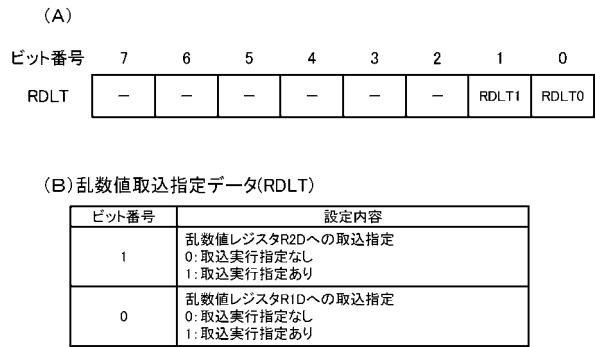 (A)
ビット番号 7 6 5 4 3 2 1 0
RDLT － － － － － － RDLT1 RDLT0
(B)乱数値取込指定データ(RDLT)
ビット番号 設定内容
1 乱数値レジスタR2Dへの取込指定
0:取込実行指定なし
1:取込実行指定あり
0 乱数値レジスタR1Dへの取込指定
0:取込実行指定なし
1:取込実行指定あり